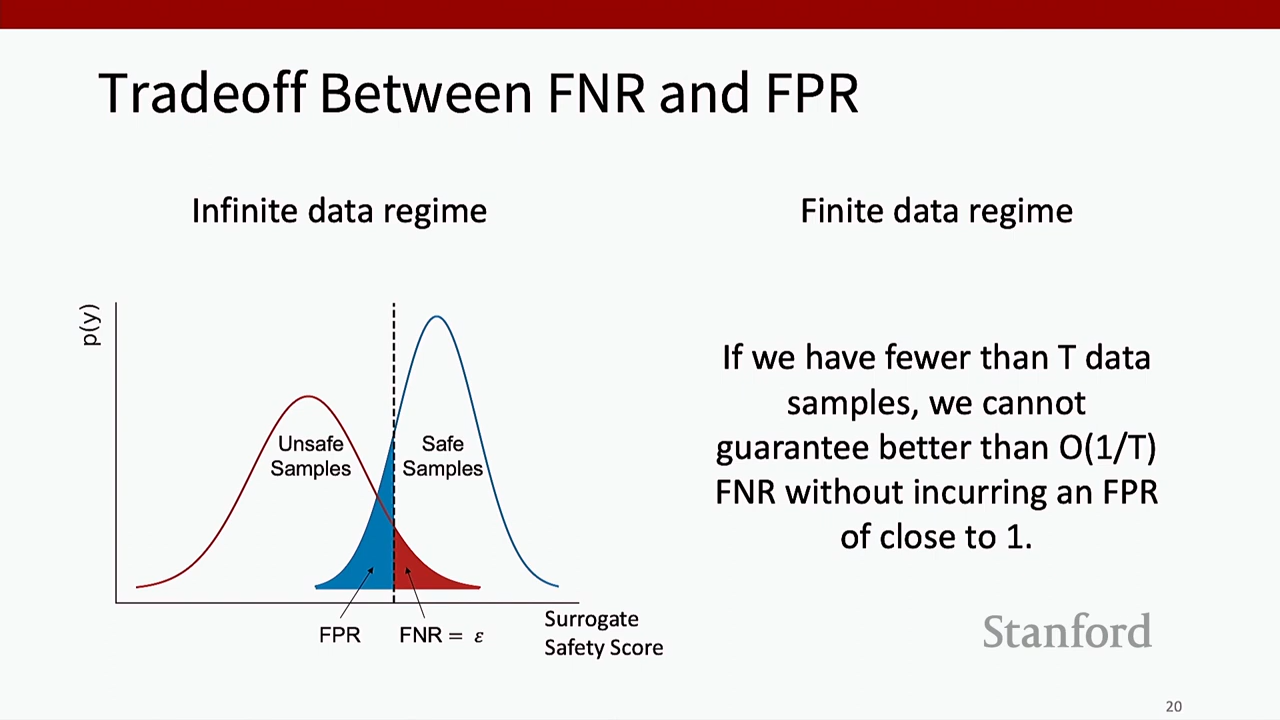 Tradeoff Between FNR and FPR
Infinite data regime
Finite data regime
p(y)
Unsafe
Samples
Safe
Samples
FPR
FNR = ε
Surrogate
Safety Score
If we have fewer than T data
samples, we cannot
guarantee better than O(1/T)
FNR without incurring an FPR
of close to 1.
Stanford
20